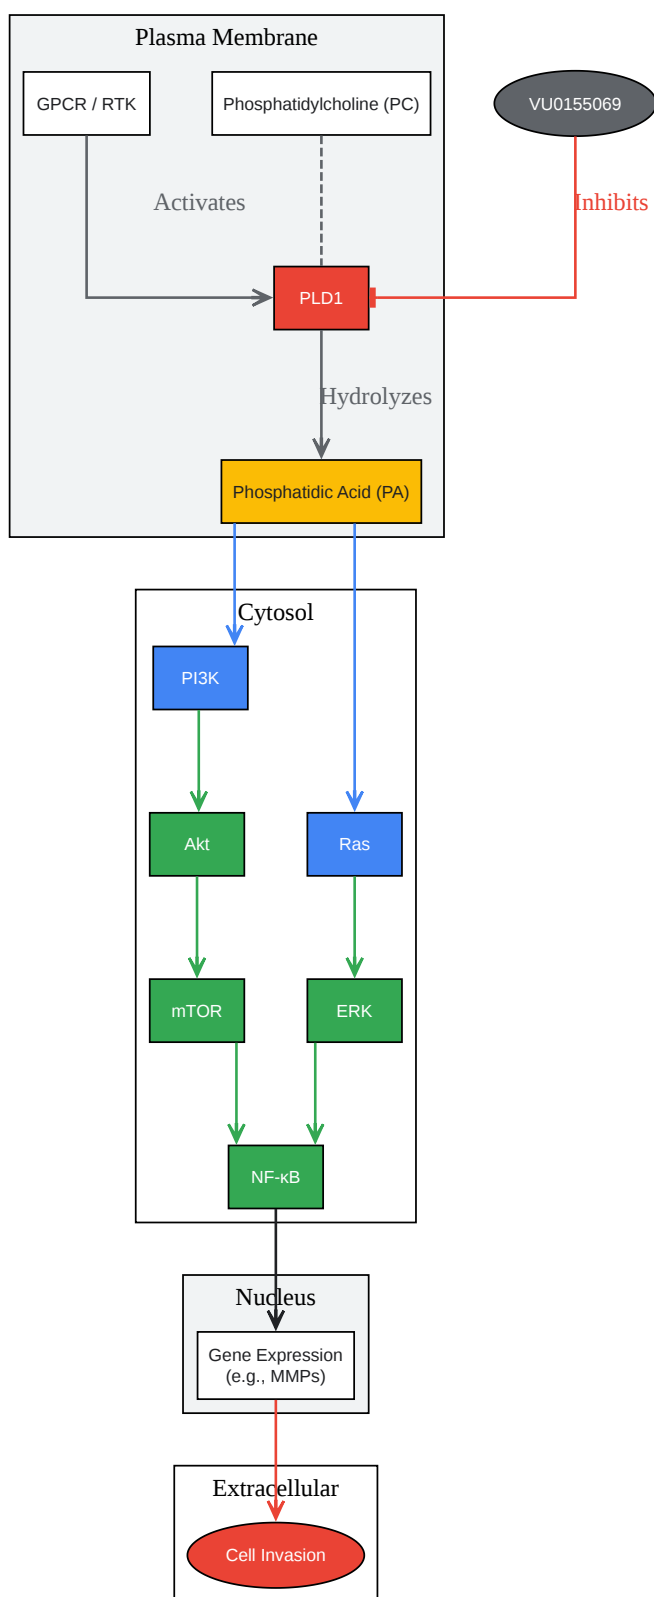 Plasma Membrane
GPCR / RTK
Phosphatidylcholine (PC)
VU0155069
Activates
Inhibits
PLD1
Hydrolyzes
Phosphatidic Acid (PA)
Cytosol
PI3K
Akt
Ras
mTOR
ERK
NF-κB
Nucleus
Gene Expression
(e.g., MMPs)
Extracellular
Cell Invasion